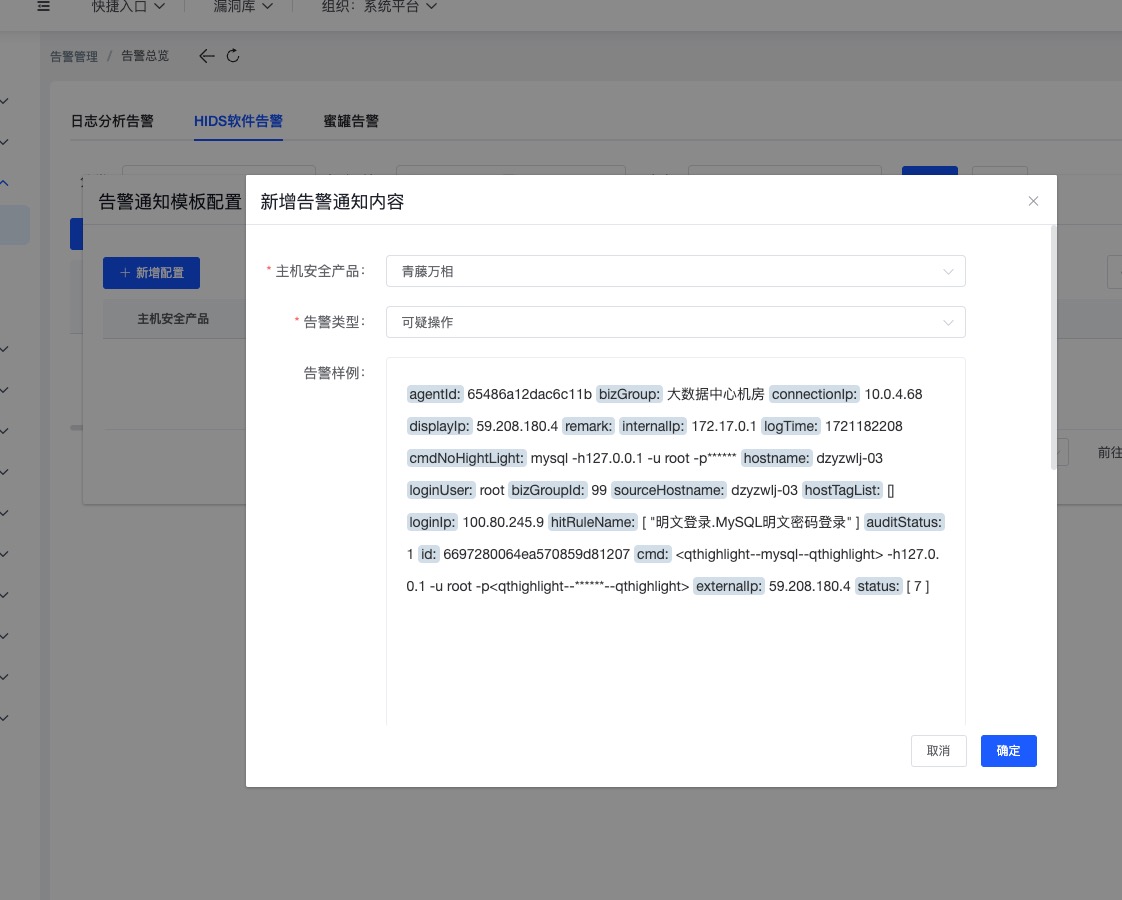 快捷入口
漏洞库
组织：系统平台
告警管理 / 告警总览
日志分析告警
HIDS软件告警
蜜罐告警
告警通知模板配置
新增告警通知内容
新增配置
主机安全产品
* 主机安全产品：
青藤万相
* 告警类型：
可疑操作
告警样例：
agentId: 65486a12dac6c11b bizGroup: 大数据中心机房 connectionIp: 10.0.4.68
displayIp: 59.208.180.4 remark: internalIp: 172.17.0.1 logTime: 1721182208
cmdNoHightLight: mysql -h127.0.0.1 -u root -p****** hostname: dzyzwlj-03
loginUser: root bizGroupId: 99 sourceHostname: dzyzwlj-03 hostTagList: []
loginIp: 100.80.245.9 hitRuleName: [ "明文登录.MySQL明文密码登录" ] auditStatus:
1 id: 6697280064ea570859d81207 cmd: <qthighlight--mysql--qthighlight> -h127.0.
0.1 -u root -p<qthighlight--******--qthighlight> externalIp: 59.208.180.4 status: [ 7 ]
前往
取消
确定